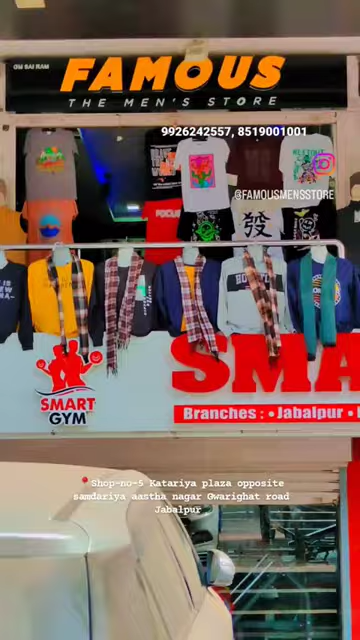 OM SAI RAM
FAMOUS
THE MEN'S STORE
9926242557, 8519001001
@FAMOUSMENSSTORE
FOCUS
發
SMART
GYM
SMA
Branches : • Jabalpur •
📍Shop-no-5 Katariya plaza opposite
samdariya aastha nagar Gwarighat road
Jabalpur